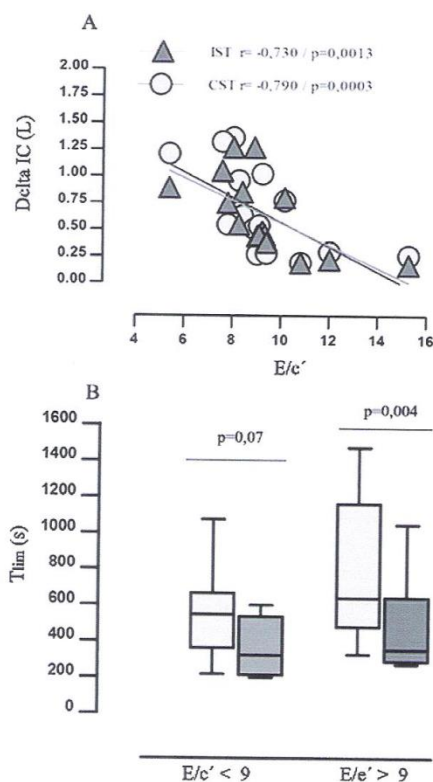 A
IST r= -0,730 / p=0,0013
CST r= -0,790 / p=0,0003
Delta IC (L)
2.00
1.75
1.50
1.25
1.00
0.75
0.50
0.25
0.00
4 6 8 10 12 14 16
E/e´
B
Tlim (s)
1600
1400
1200
1000
800
600
400
200
0
p=0,07
p=0,004
E/e´ < 9
E/e´ > 9